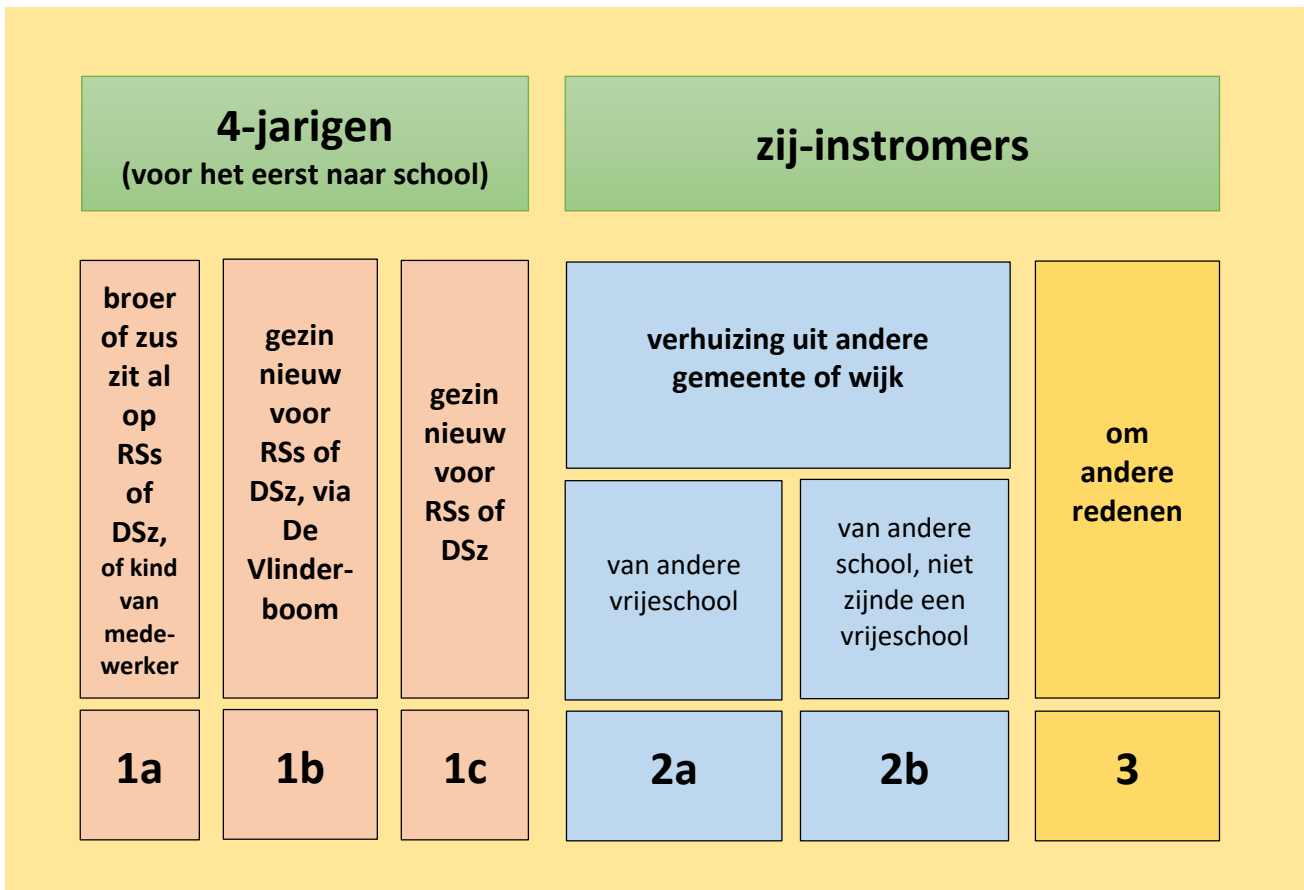 4-jarigen
(voor het eerst naar school)
zij-instromers
broer
of zus
zit al
op
RSs
of
DSz,
of kind
van
mede-
werker
gezin
nieuw
voor
RSs of
DSz, via
De
Vlinder-
boom
gezin
nieuw
voor
RSs of
DSz
verhuizing uit andere
gemeente of wijk
van andere
vrijeschool
van andere
school, niet
zijnde een
vrijeschool
om
andere
redenen
1a
1b
1c
2a
2b
3